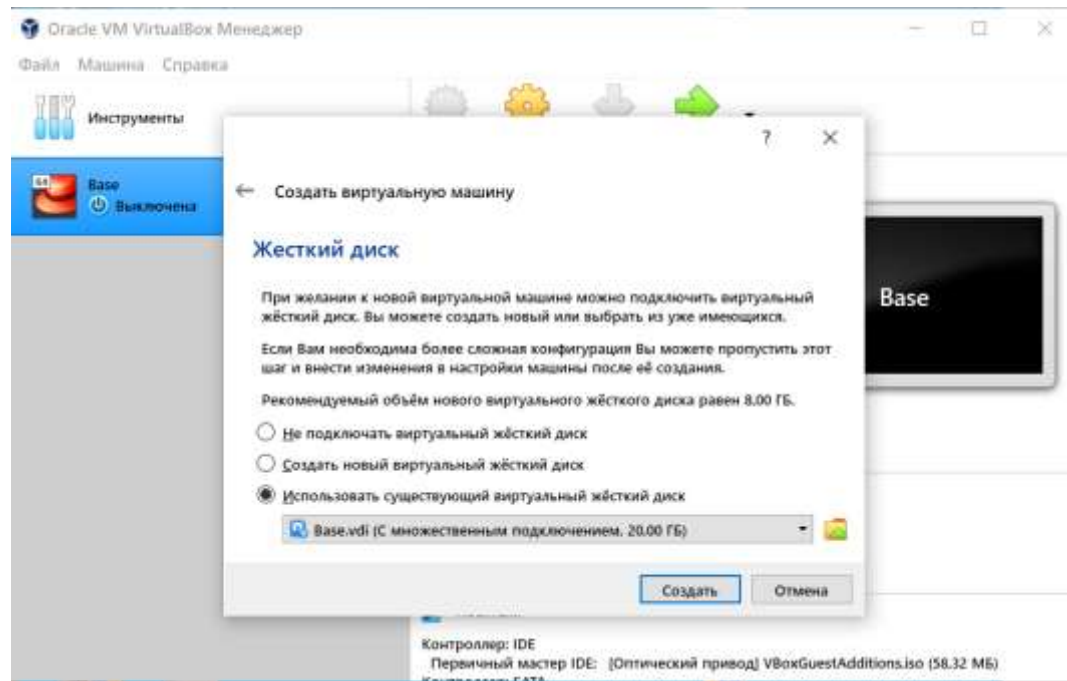 Oracle VM VirtualBox Менеджер
Файл Машина Справка
Инструменты
64
Base
Выключена
?
Создать виртуальную машину
Жесткий диск
При желании к новой виртуальной машине можно подключить виртуальный
жёсткий диск. Вы можете создать новый или выбрать из уже имеющихся.
Если Вам необходима более сложная конфигурация Вы можете пропустить этот
шаг и внести изменения в настройки машины после её создания.
Рекомендуемый объём нового виртуального жёсткого диска равен 8,00 ГБ.
Не подключать виртуальный жёсткий диск
Создать новый виртуальный жёсткий диск
Использовать существующий виртуальный жёсткий диск
Base.vdi (С множественным подключением, 20,00 ГБ)
Создать Отмена
Base
Контроллер: IDE
Первичный мастер IDE: [Оптический привод] VBoxGuestAdditions.iso (58,32 МБ)